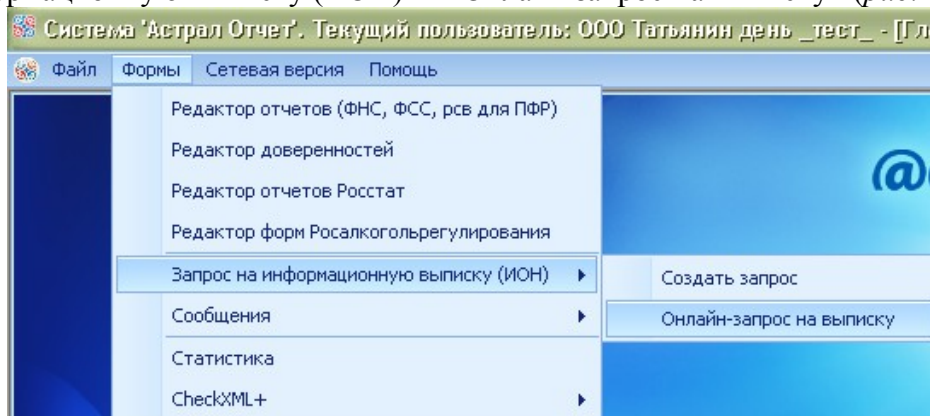 Система 'Астрал Отчет'. Текущий пользователь: ООО Татьянин день _тест_ - [Гл
Файл Формы Сетевая версия Помощь
Редактор отчетов (ФНС, ФСС, рсв для ПФР)
Редактор доверенностей
Редактор отчетов Росстат
Редактор форм Росалкогольрегулирования
Запрос на информационную выписку (ИОН)
Создать запрос
Сообщения
Онлайн-запрос на выписку
Статистика
CheckXML+